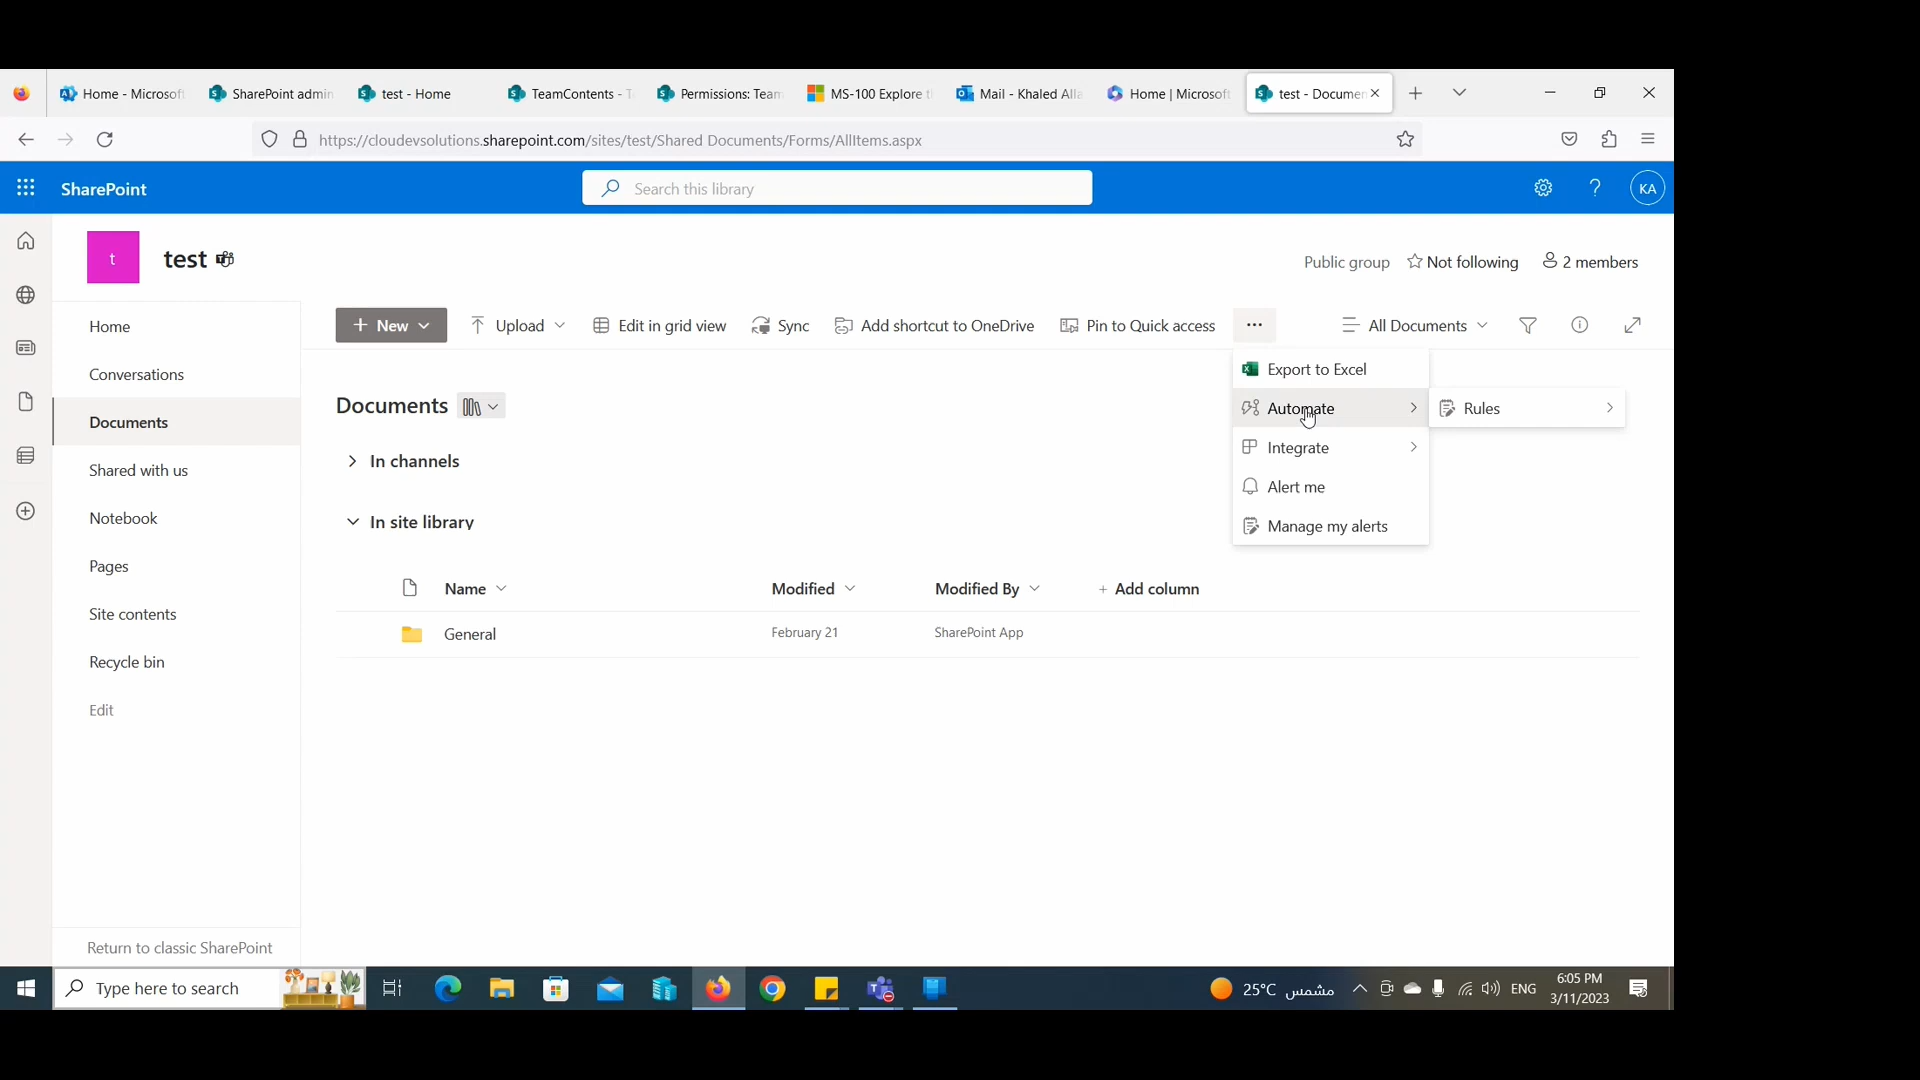 Home - Microsoft
SharePoint admin
test - Home
TeamContents - T
Permissions: Team
MS-100 Explore t
Mail - Khaled Alla
Home | Microsoft
test - Documen
https://cloudevsolutions.sharepoint.com/sites/test/Shared Documents/Forms/AllItems.aspx
SharePoint
Search this library
KA
t
test
Public group
Not following
2 members
Home
Conversations
Documents
Shared with us
Notebook
Pages
Site contents
Recycle bin
Edit
Return to classic SharePoint
New
Upload
Edit in grid view
Sync
Add shortcut to OneDrive
Pin to Quick access
All Documents
Export to Excel
Automate
Rules
Integrate
Alert me
Manage my alerts
Documents
In channels
In site library
Name
Modified
Modified By
+ Add column
General
February 21
SharePoint App
Type here to search
25°C مشمس
ENG
6:05 PM
3/11/2023